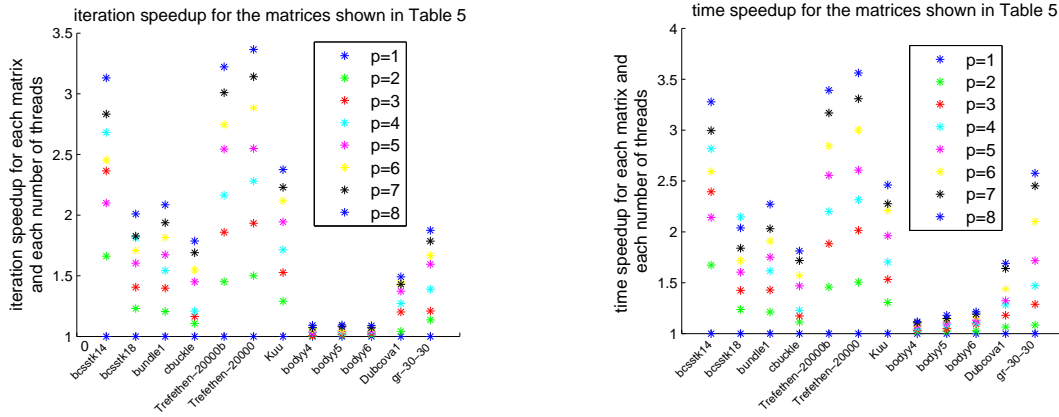 iteration speedup for the matrices shown in Table 5
iteration speedup for each matrix
and each number of threads
3.5
3
2.5
2
1.5
1
0
p=1
p=2
p=3
p=4
p=5
p=6
p=7
p=8
bcsstk14
bcsstk18
bundle1
cbuckle
Trefethen-20000b
Trefethen-20000
Kuu
bodyy4
bodyy5
bodyy6
Dubcova1
gr-30-30
time speedup for the matrices shown in Table 5
time speedup for each matrix and
each number of threads
4
3.5
3
2.5
2
1.5
1
p=1
p=2
p=3
p=4
p=5
p=6
p=7
p=8
bcsstk14
bcsstk18
bundle1
cbuckle
Trefethen-20000b
Trefethen-20000
Kuu
bodyy4
bodyy5
bodyy6
Dubcova1
gr-30-30